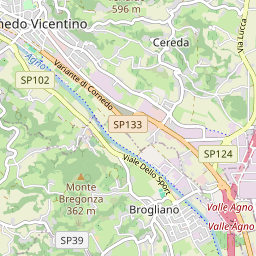 596 m
nedo Vicentino
Cereda
Via Lucca
Agno
SP102
Variante di Cornedo
SP133
SP124
Viale Dello Sport
Monte
Bregonza
362 m
Valle Agno
Brogliano
Valle Agno
SP39